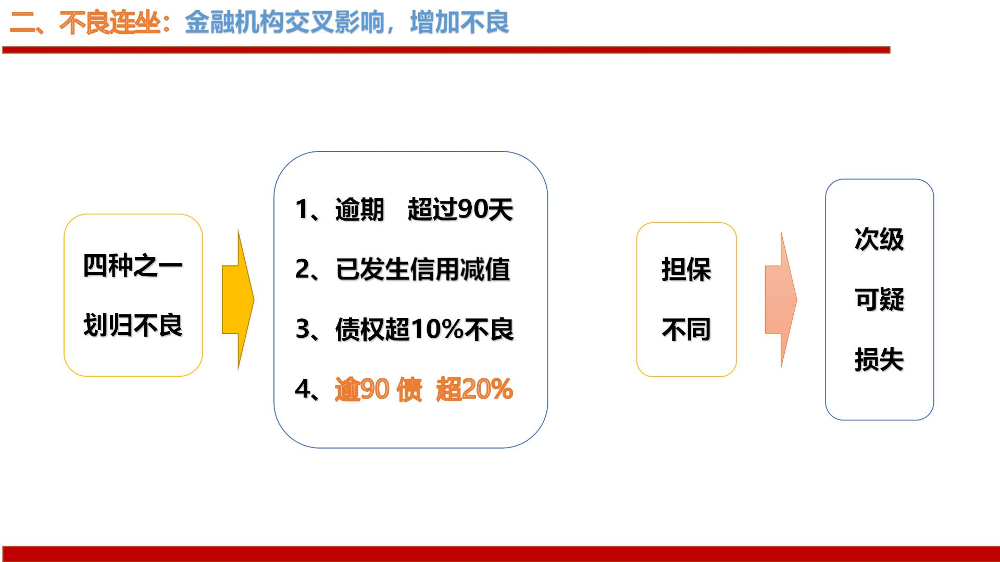 二、不良连坐：金融机构交叉影响，增加不良
四种之一
划归不良
1、逾期 超过90天
2、已发生信用减值
3、债权超10%不良
4、逾90 债 超20%
担保
不同
次级
可疑
损失